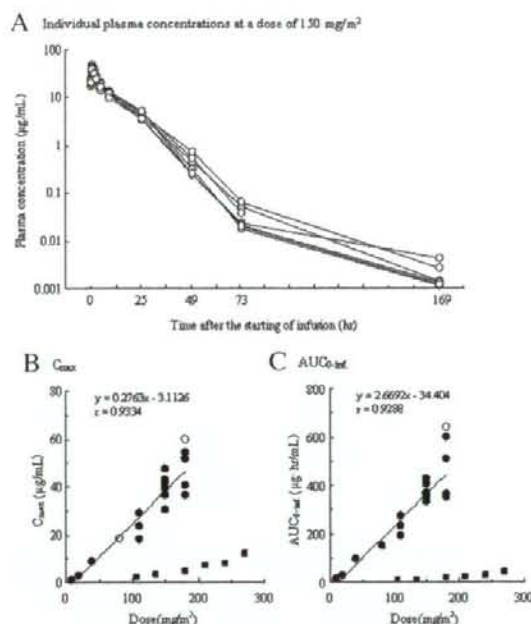 A Individual plasma concentrations at a dose of 150 mg/m²
100
10
1
0.1
0.01
0.001
Plasma concentration (µg/mL)
0 25 49 73 169
Time after the starting of infusion (hr)
B Cmax
y = 0.2763x - 3.1126
r = 0.9334
80
60
40
20
0
Cmax (µg/mL)
0 100 200 300
Dose(mg/m²)
C AUC0-inf.
y = 2.6692x - 34.404
r = 0.9288
800
600
400
200
0
AUC0-inf. (µg· hr/mL)
0 100 200 300
Dose(mg/m²)